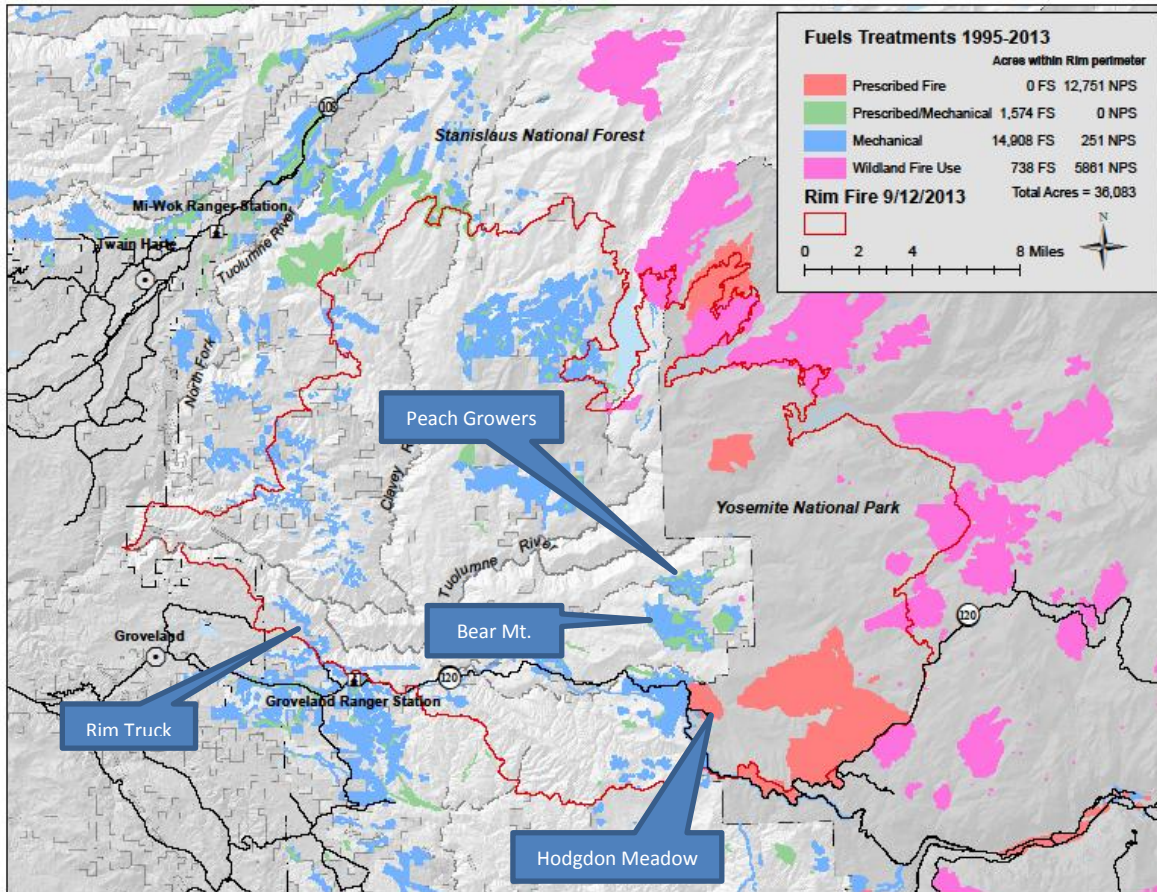 Fuels Treatments 1995-2013
Acres within Rim perimeter
Prescribed Fire 0 FS 12,751 NPS
Prescribed/Mechanical 1,574 FS 0 NPS
Mechanical 14,908 FS 251 NPS
Wildland Fire Use 738 FS 5861 NPS
Rim Fire 9/12/2013 Total Acres = 36,083
N
0 2 4 8 Miles
108
Stanislaus National Forest
Mi-Wok Ranger Station
Twain Harte
Tuolumne River
North Fork
Peach Growers
Clavey R
Yosemite National Park
Tuolumne River
Bear Mt.
120
Groveland
120
Groveland Ranger Station
Rim Truck
Hodgdon Meadow